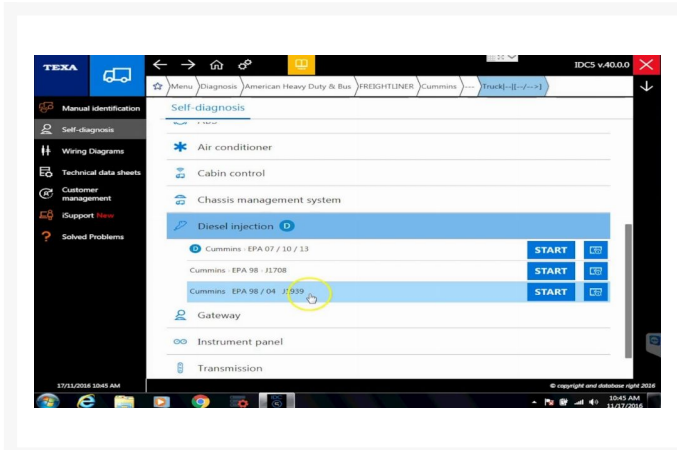 TEXA
IDC5 v.40.0.0
Menu
Diagnosis
American Heavy Duty & Bus
FREIGHTLINER
Cummins
---
Truck[--[[--/-->]
Manual identification
Self-diagnosis
Wiring Diagrams
Technical data sheets
Customer
management
iSupport New
Solved Problems
Self-diagnosis
ABS
Air conditioner
Cabin control
Chassis management system
Diesel injection D
D Cummins - EPA 07 / 10 / 13 START
Cummins - EPA 98 - J1708 START
Cummins EPA 98 / 04 J1939 START
Gateway
Instrument panel
Transmission
17/11/2016 10:45 AM
© copyright and database right 2016
10:45 AM
11/17/2016